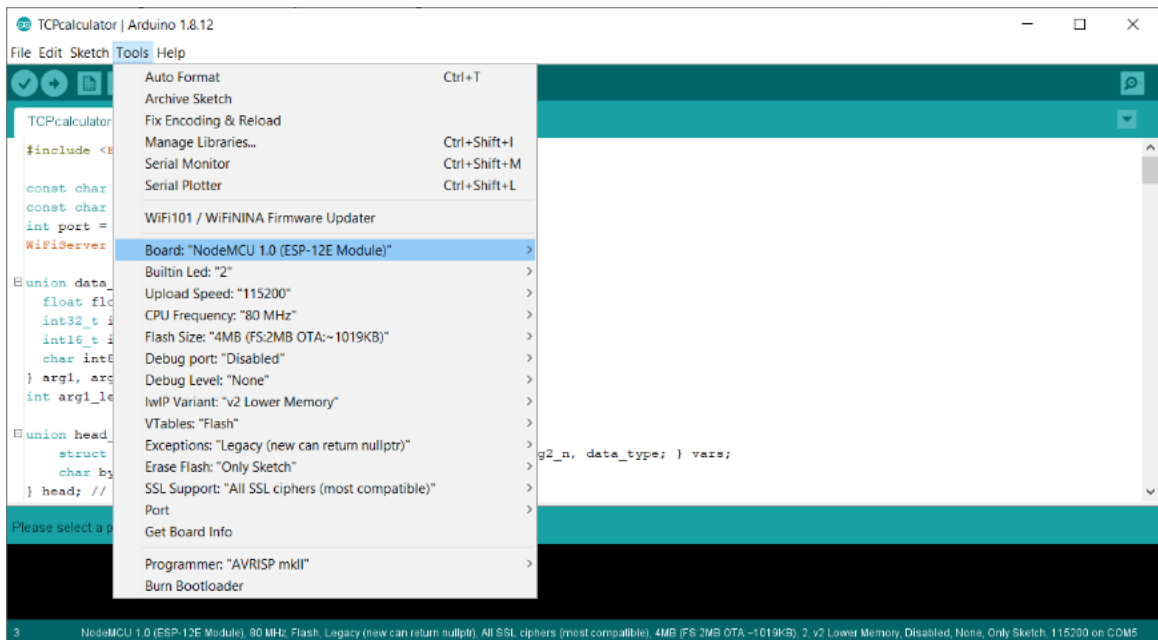 TCPcalculator | Arduino 1.8.12
File Edit Sketch Tools Help
Auto Format Ctrl+T
Archive Sketch
Fix Encoding & Reload
Manage Libraries... Ctrl+Shift+I
Serial Monitor Ctrl+Shift+M
Serial Plotter Ctrl+Shift+L
WiFi101 / WiFiNINA Firmware Updater
Board: "NodeMCU 1.0 (ESP-12E Module)"
Builtin Led: "2"
Upload Speed: "115200"
CPU Frequency: "80 MHz"
Flash Size: "4MB (FS:2MB OTA:~1019KB)"
Debug port: "Disabled"
Debug Level: "None"
lwIP Variant: "v2 Lower Memory"
VTables: "Flash"
Exceptions: "Legacy (new can return nullptr)"
Erase Flash: "Only Sketch"
SSL Support: "All SSL ciphers (most compatible)"
Port
Get Board Info
Programmer: "AVRISP mkII"
Burn Bootloader
TCPcalculator
#include <
const char
const char
int port =
WiFiServer
union data_
float flo
int32_t i
int16_t i
char int8
} arg1, arg
int arg1_le
union head_
struct g2_n, data_type; } vars;
char by
} head; //
Please select a p
3 NodeMCU 1.0 (ESP-12E Module), 80 MHz, Flash, Legacy (new can return nullptr), All SSL ciphers (most compatible), 4MB (FS:2MB OTA:~1019KB), 2, v2 Lower Memory, Disabled, None, Only Sketch, 115200 on COM5